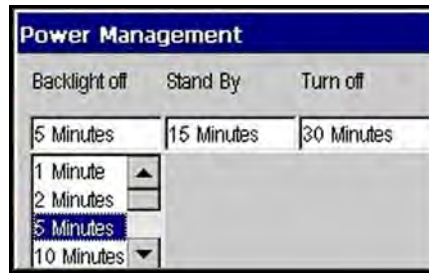 Power Management
Backlight off Stand By Turn off
5 Minutes 15 Minutes 30 Minutes
1 Minute
2 Minutes
5 Minutes
10 Minutes